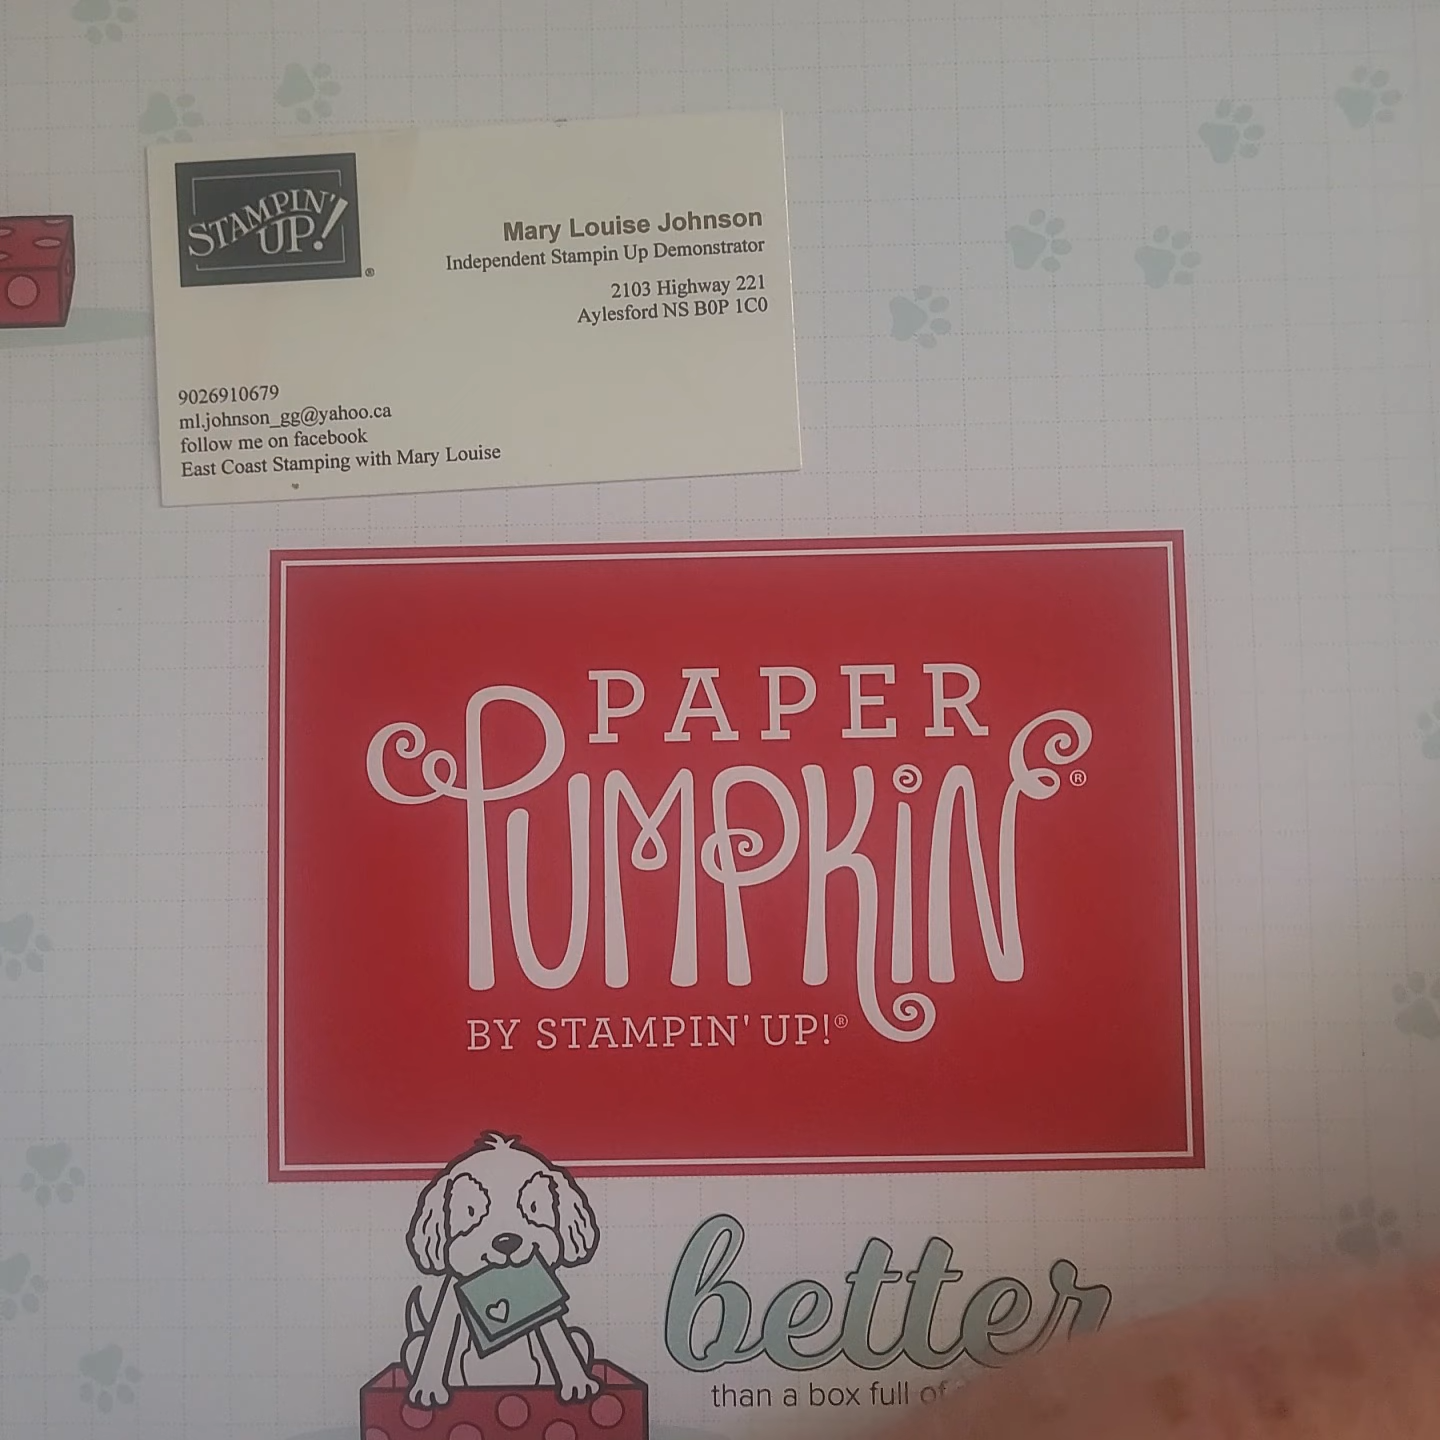 STAMPIN' UP!®
Mary Louise Johnson
Independent Stampin Up Demonstrator
2103 Highway 221
Aylesford NS B0P 1C0
9026910679
ml.johnson_gg@yahoo.ca
follow me on facebook
East Coast Stamping with Mary Louise
PAPER
PUMPKiN®
BY STAMPIN' UP!®
better
than a box full of